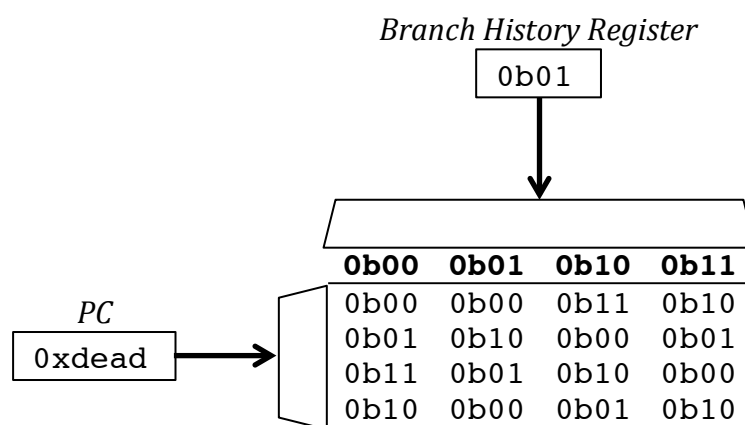 Branch History Register
0b01
0b00 0b01 0b10 0b11
PC
0xdead
0b00 0b00 0b11 0b10
0b01 0b10 0b00 0b01
0b11 0b01 0b10 0b00
0b10 0b00 0b01 0b10